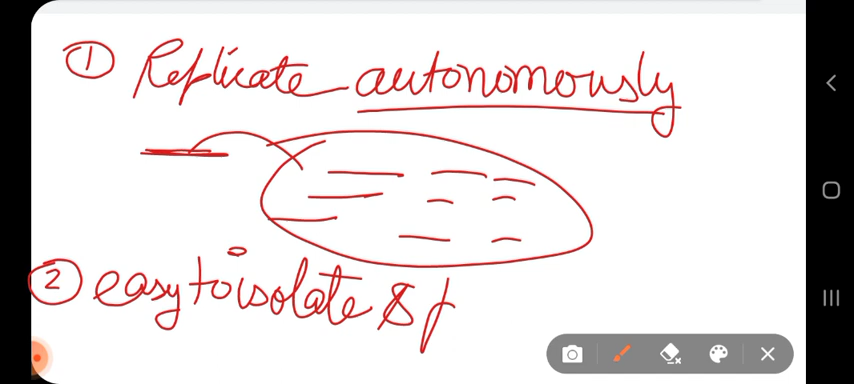 ① Replicate autonomously
② easy to isolate & p